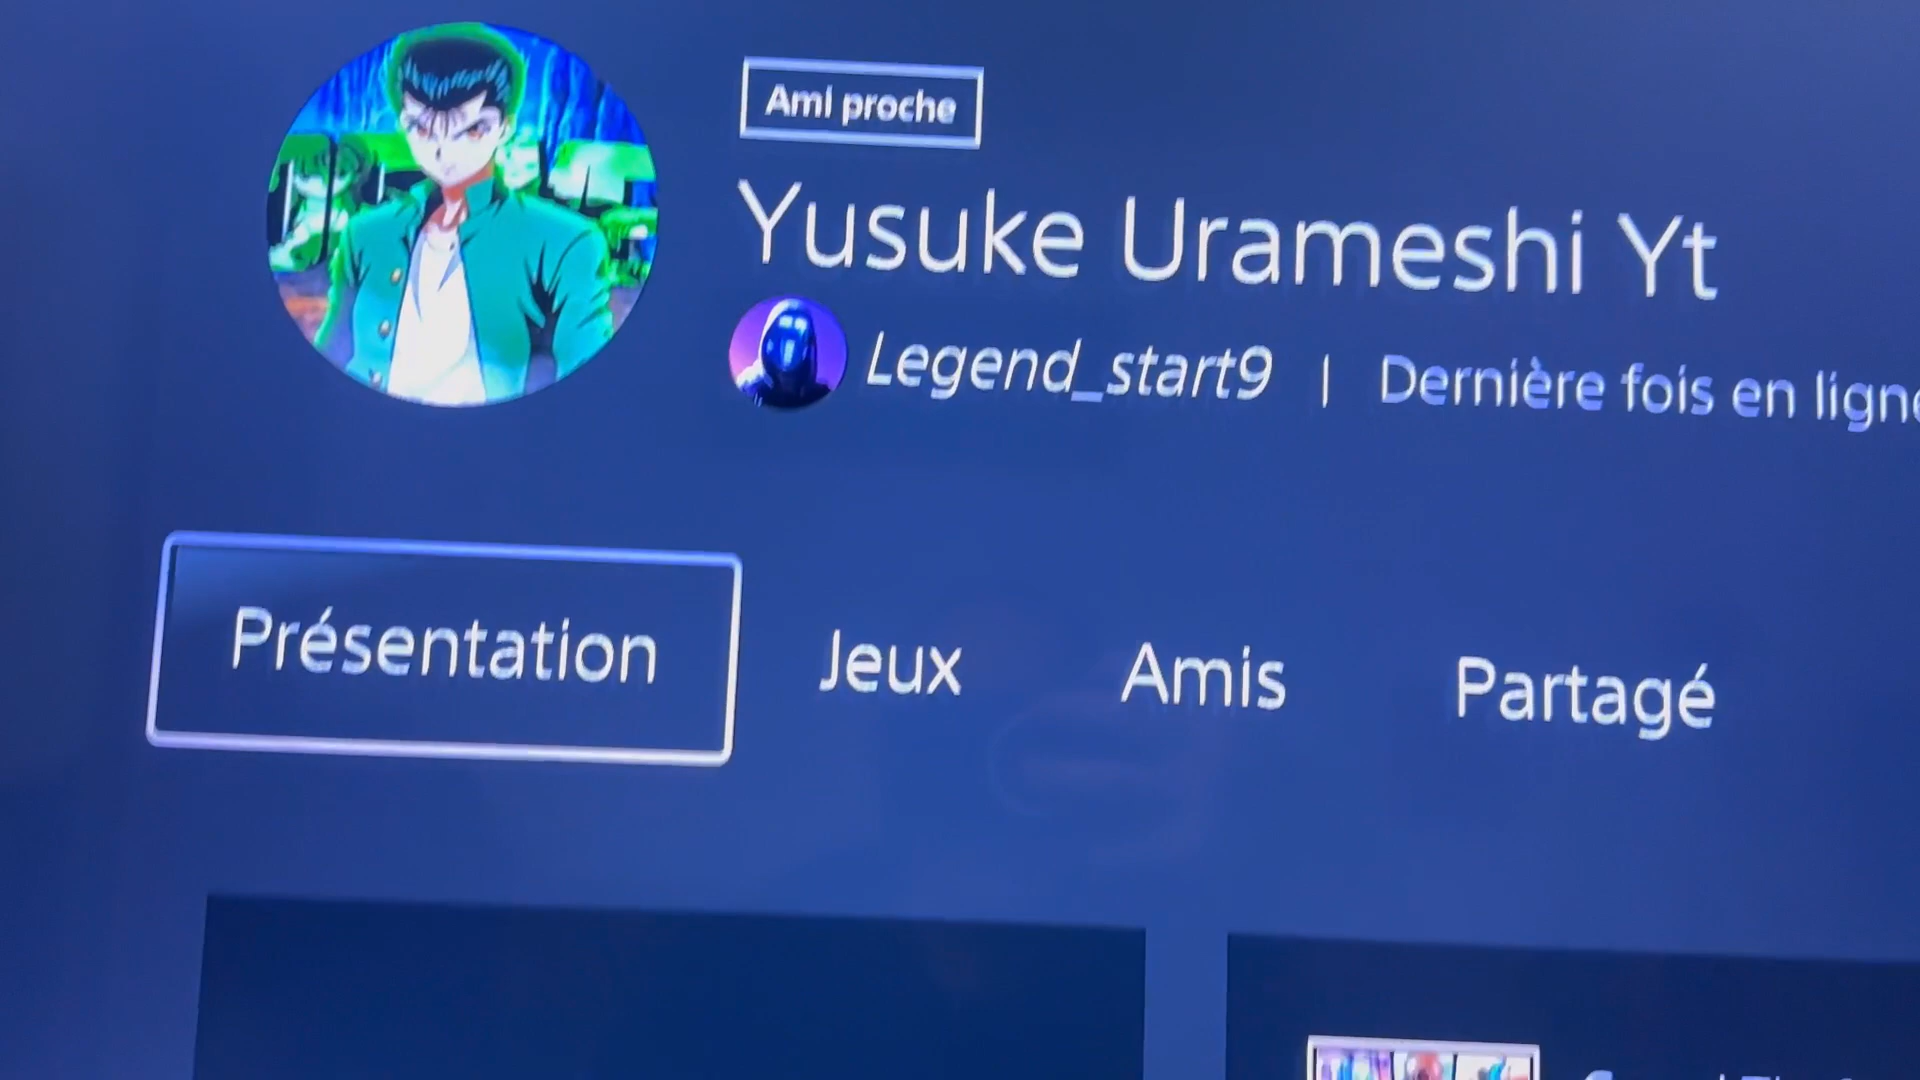 Ami proche
Yusuke Urameshi Yt
Legend_start9 | Dernière fois en ligne
Présentation Jeux Amis Partagé